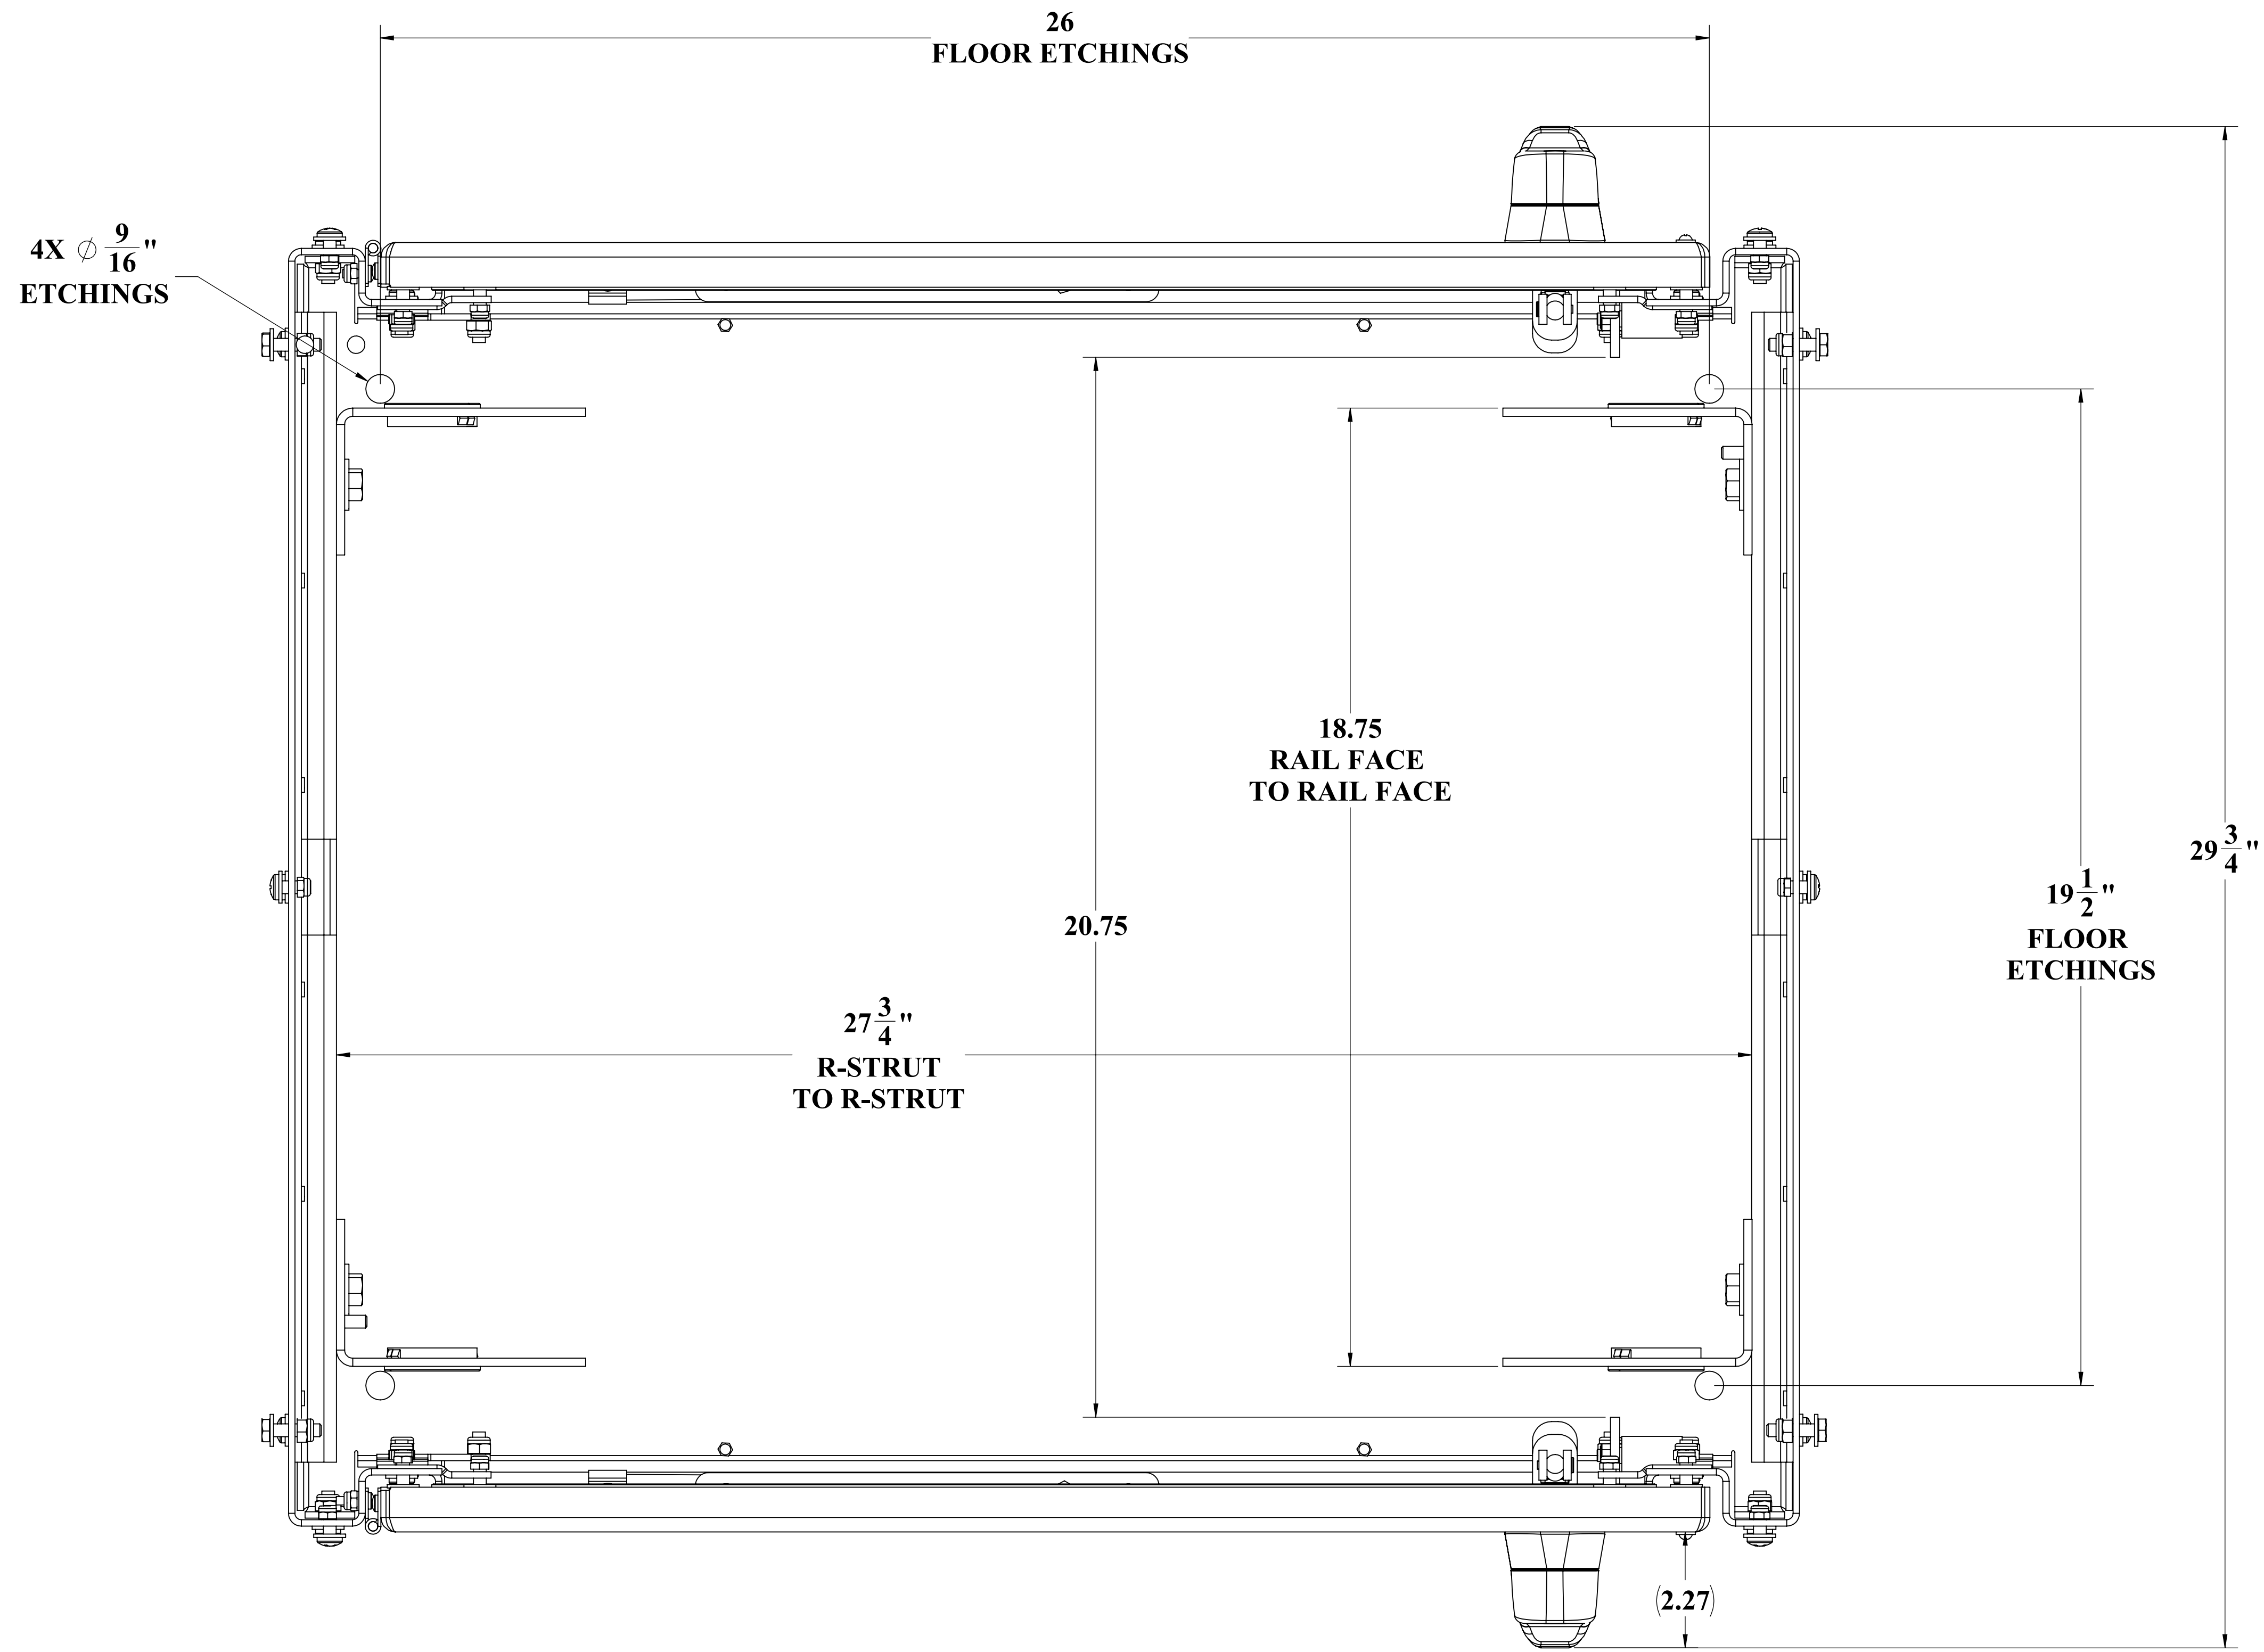 26
FLOOR ETCHINGS
4X ∅ 9/16"
ETCHINGS
18.75
RAIL FACE
TO RAIL FACE
29 3/4"
20.75
19 1/2"
FLOOR
ETCHINGS
27 3/4"
R-STRUT
TO R-STRUT
(2.27)